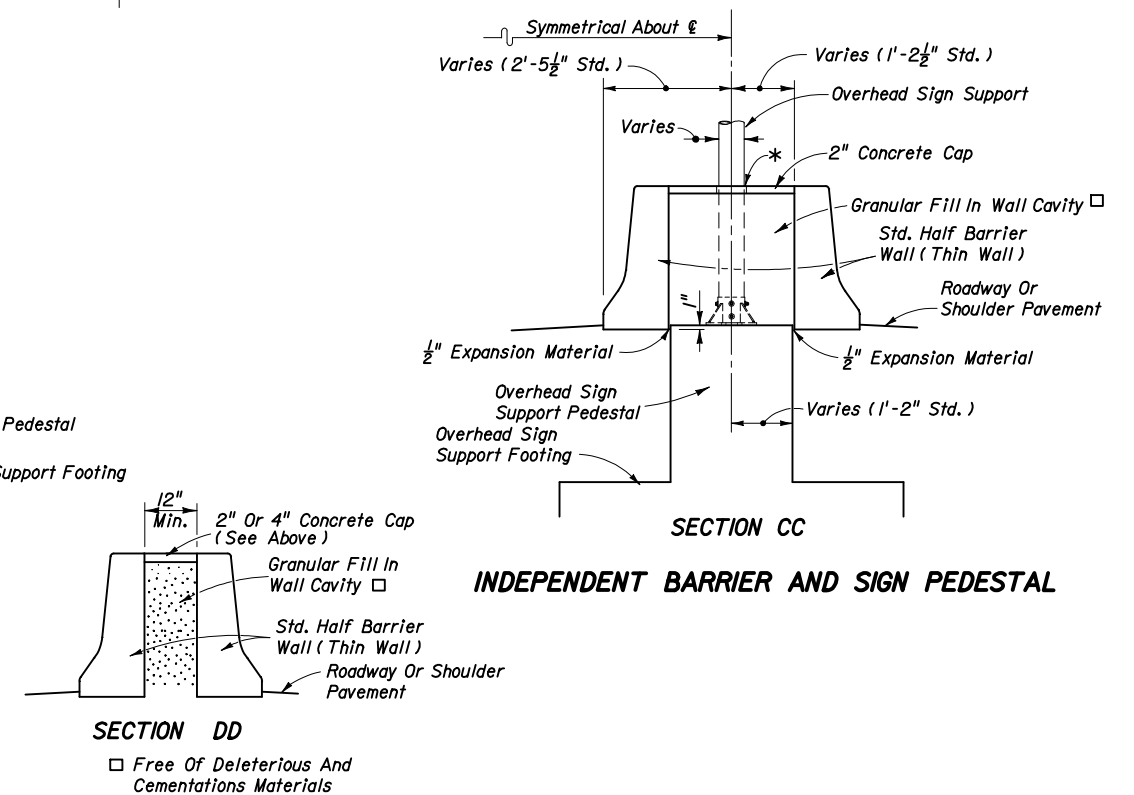 Symmetrical About ℄
Varies (2'-5½" Std.)
Varies (1'-2½" Std.)
Overhead Sign Support
Varies
*
2" Concrete Cap
Granular Fill In Wall Cavity □
Std. Half Barrier
Wall (Thin Wall)
Roadway Or
Shoulder Pavement
1"
½" Expansion Material
½" Expansion Material
Overhead Sign
Support Pedestal
Varies (1'-2" Std.)
Overhead Sign
Support Footing
SECTION CC
INDEPENDENT BARRIER AND SIGN PEDESTAL
Pedestal
Support Footing
12"
Min.
2" Or 4" Concrete Cap
(See Above)
Granular Fill In
Wall Cavity □
Std. Half Barrier
Wall (Thin Wall)
Roadway Or Shoulder
Pavement
SECTION DD
□ Free Of Deleterious And
Cementations Materials